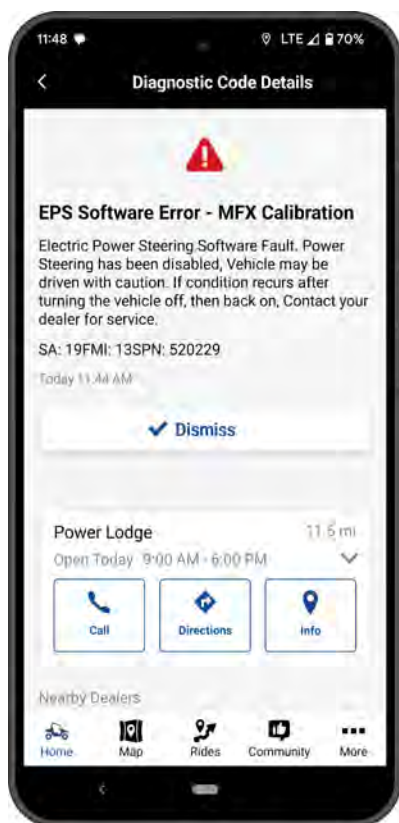 11:48 LTE 70%
Diagnostic Code Details
EPS Software Error - MFX Calibration
Electric Power Steering Software Fault. Power
Steering has been disabled, Vehicle may be
driven with caution. If condition recurs after
turning the vehicle off, then back on, Contact your
dealer for service.
SA: 19FMI: 13SPN: 520229
Today 11:44 AM
Dismiss
Power Lodge 11.5 mi
Open Today 9:00 AM - 6:00 PM
Call Directions Info
Nearby Dealers
Home Map Rides Community More